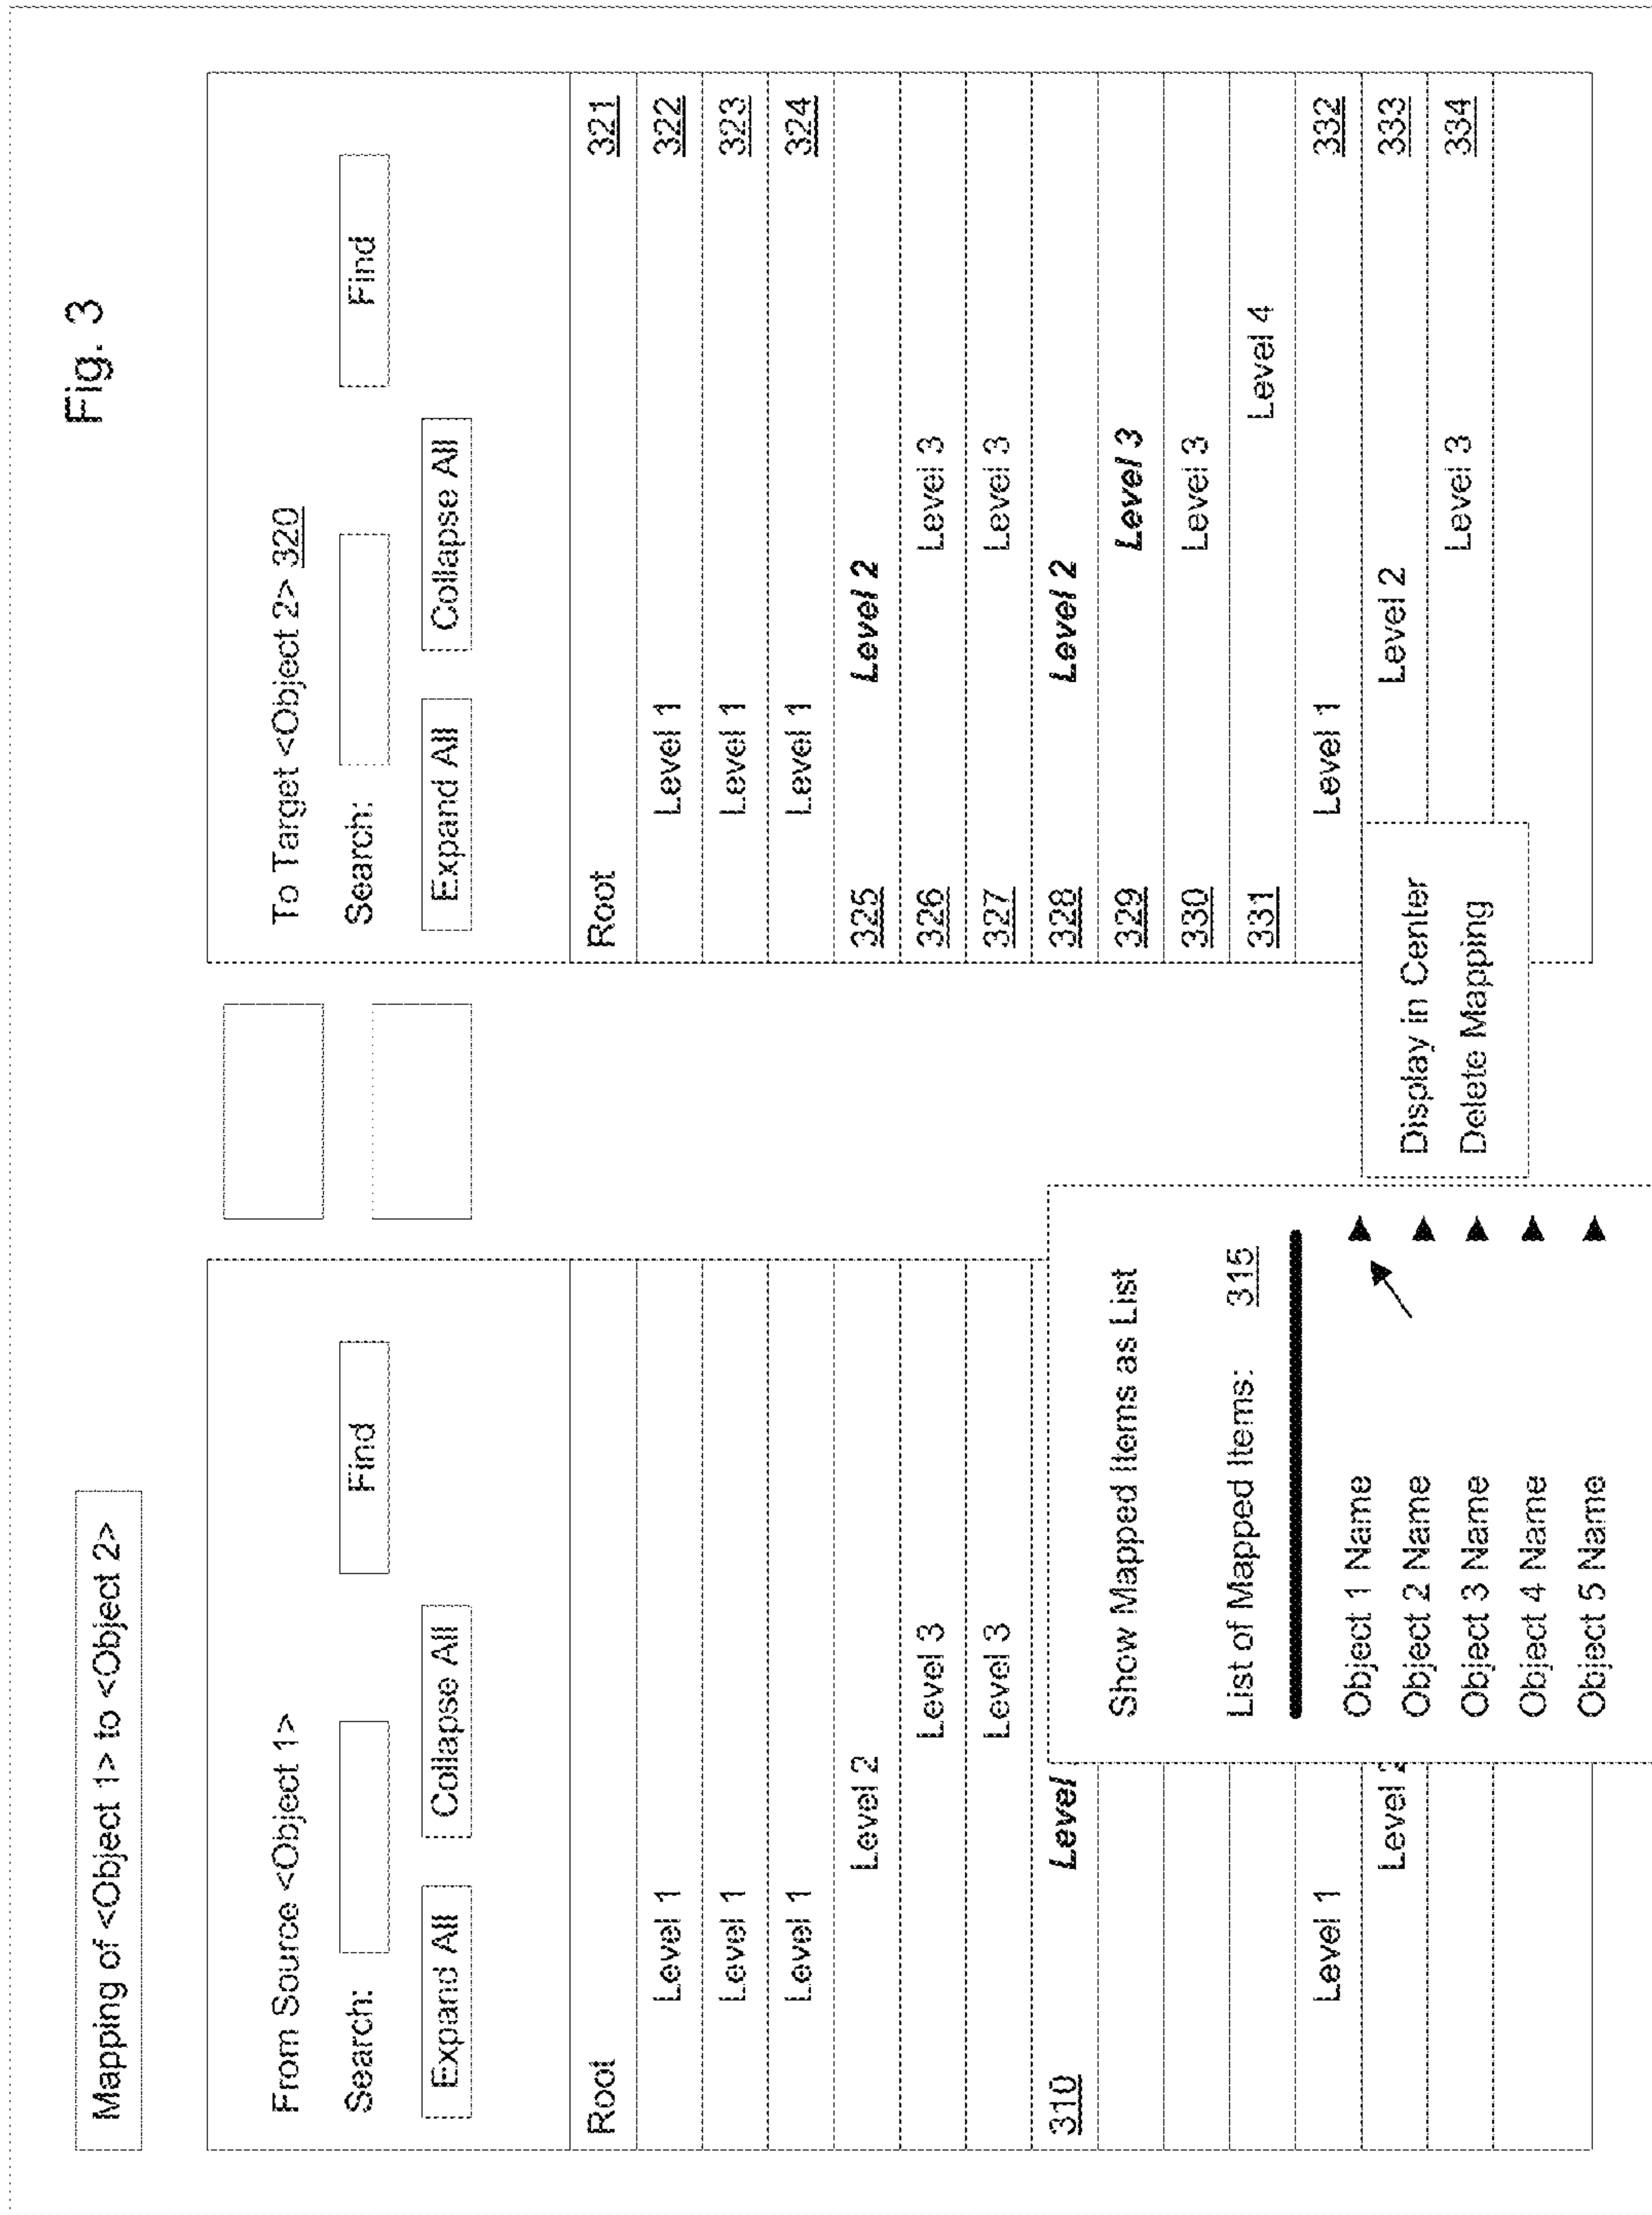 Fig. 3
Mapping of <Object 1> to <Object 2>
From Source <Object 1>
Search:
Find
Expand All
Collapse All
Root
Level 1
Level 1
Level 1
Level 2
Level 3
Level 3
310 Level
Level 1
Level 2
Show Mapped Items as List
List of Mapped Items: 315
Object 1 Name
Object 2 Name
Object 3 Name
Object 4 Name
Object 5 Name
Display in Center
Delete Mapping
To Target <Object 2> 320
Search:
Find
Expand All
Collapse All
Root 321
Level 1 322
Level 1 323
Level 1 324
325 Level 2
326 Level 3
327 Level 3
328 Level 2
329 Level 3
330 Level 3
331 Level 4
Level 1 332
Level 2 333
Level 3 334